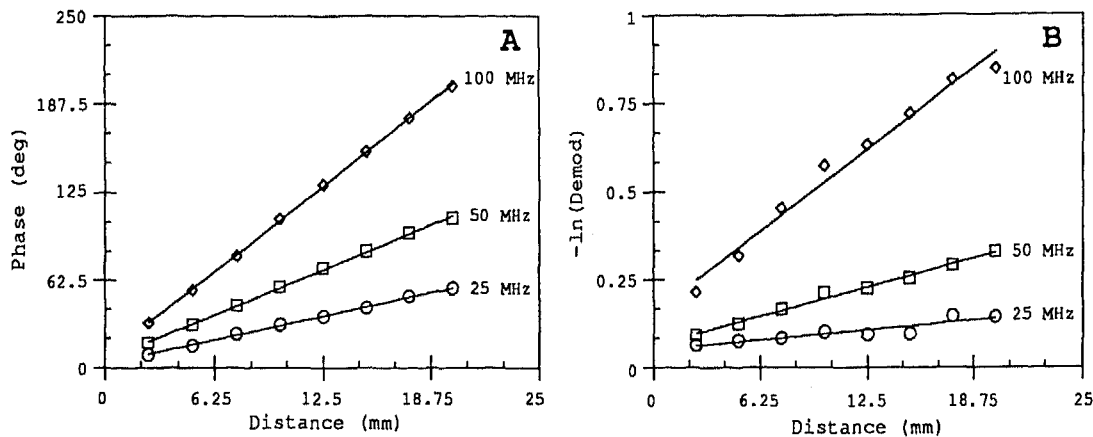 A
250
187.5
125
62.5
0
Phase (deg)
100 MHz
50 MHz
25 MHz
0
6.25
12.5
18.75
25
Distance (mm)
B
1
0.75
0.5
0.25
0
-ln(Demod)
100 MHz
50 MHz
25 MHz
0
6.25
12.5
18.75
25
Distance (mm)